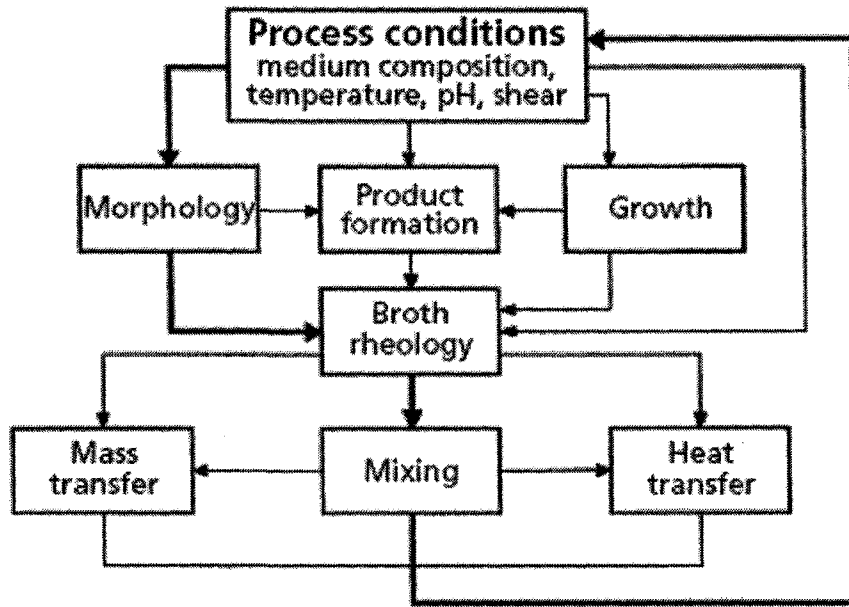 Process conditions
medium composition,
temperature, pH, shear
Morphology
Product
formation
Growth
Broth
rheology
Mass
transfer
Mixing
Heat
transfer